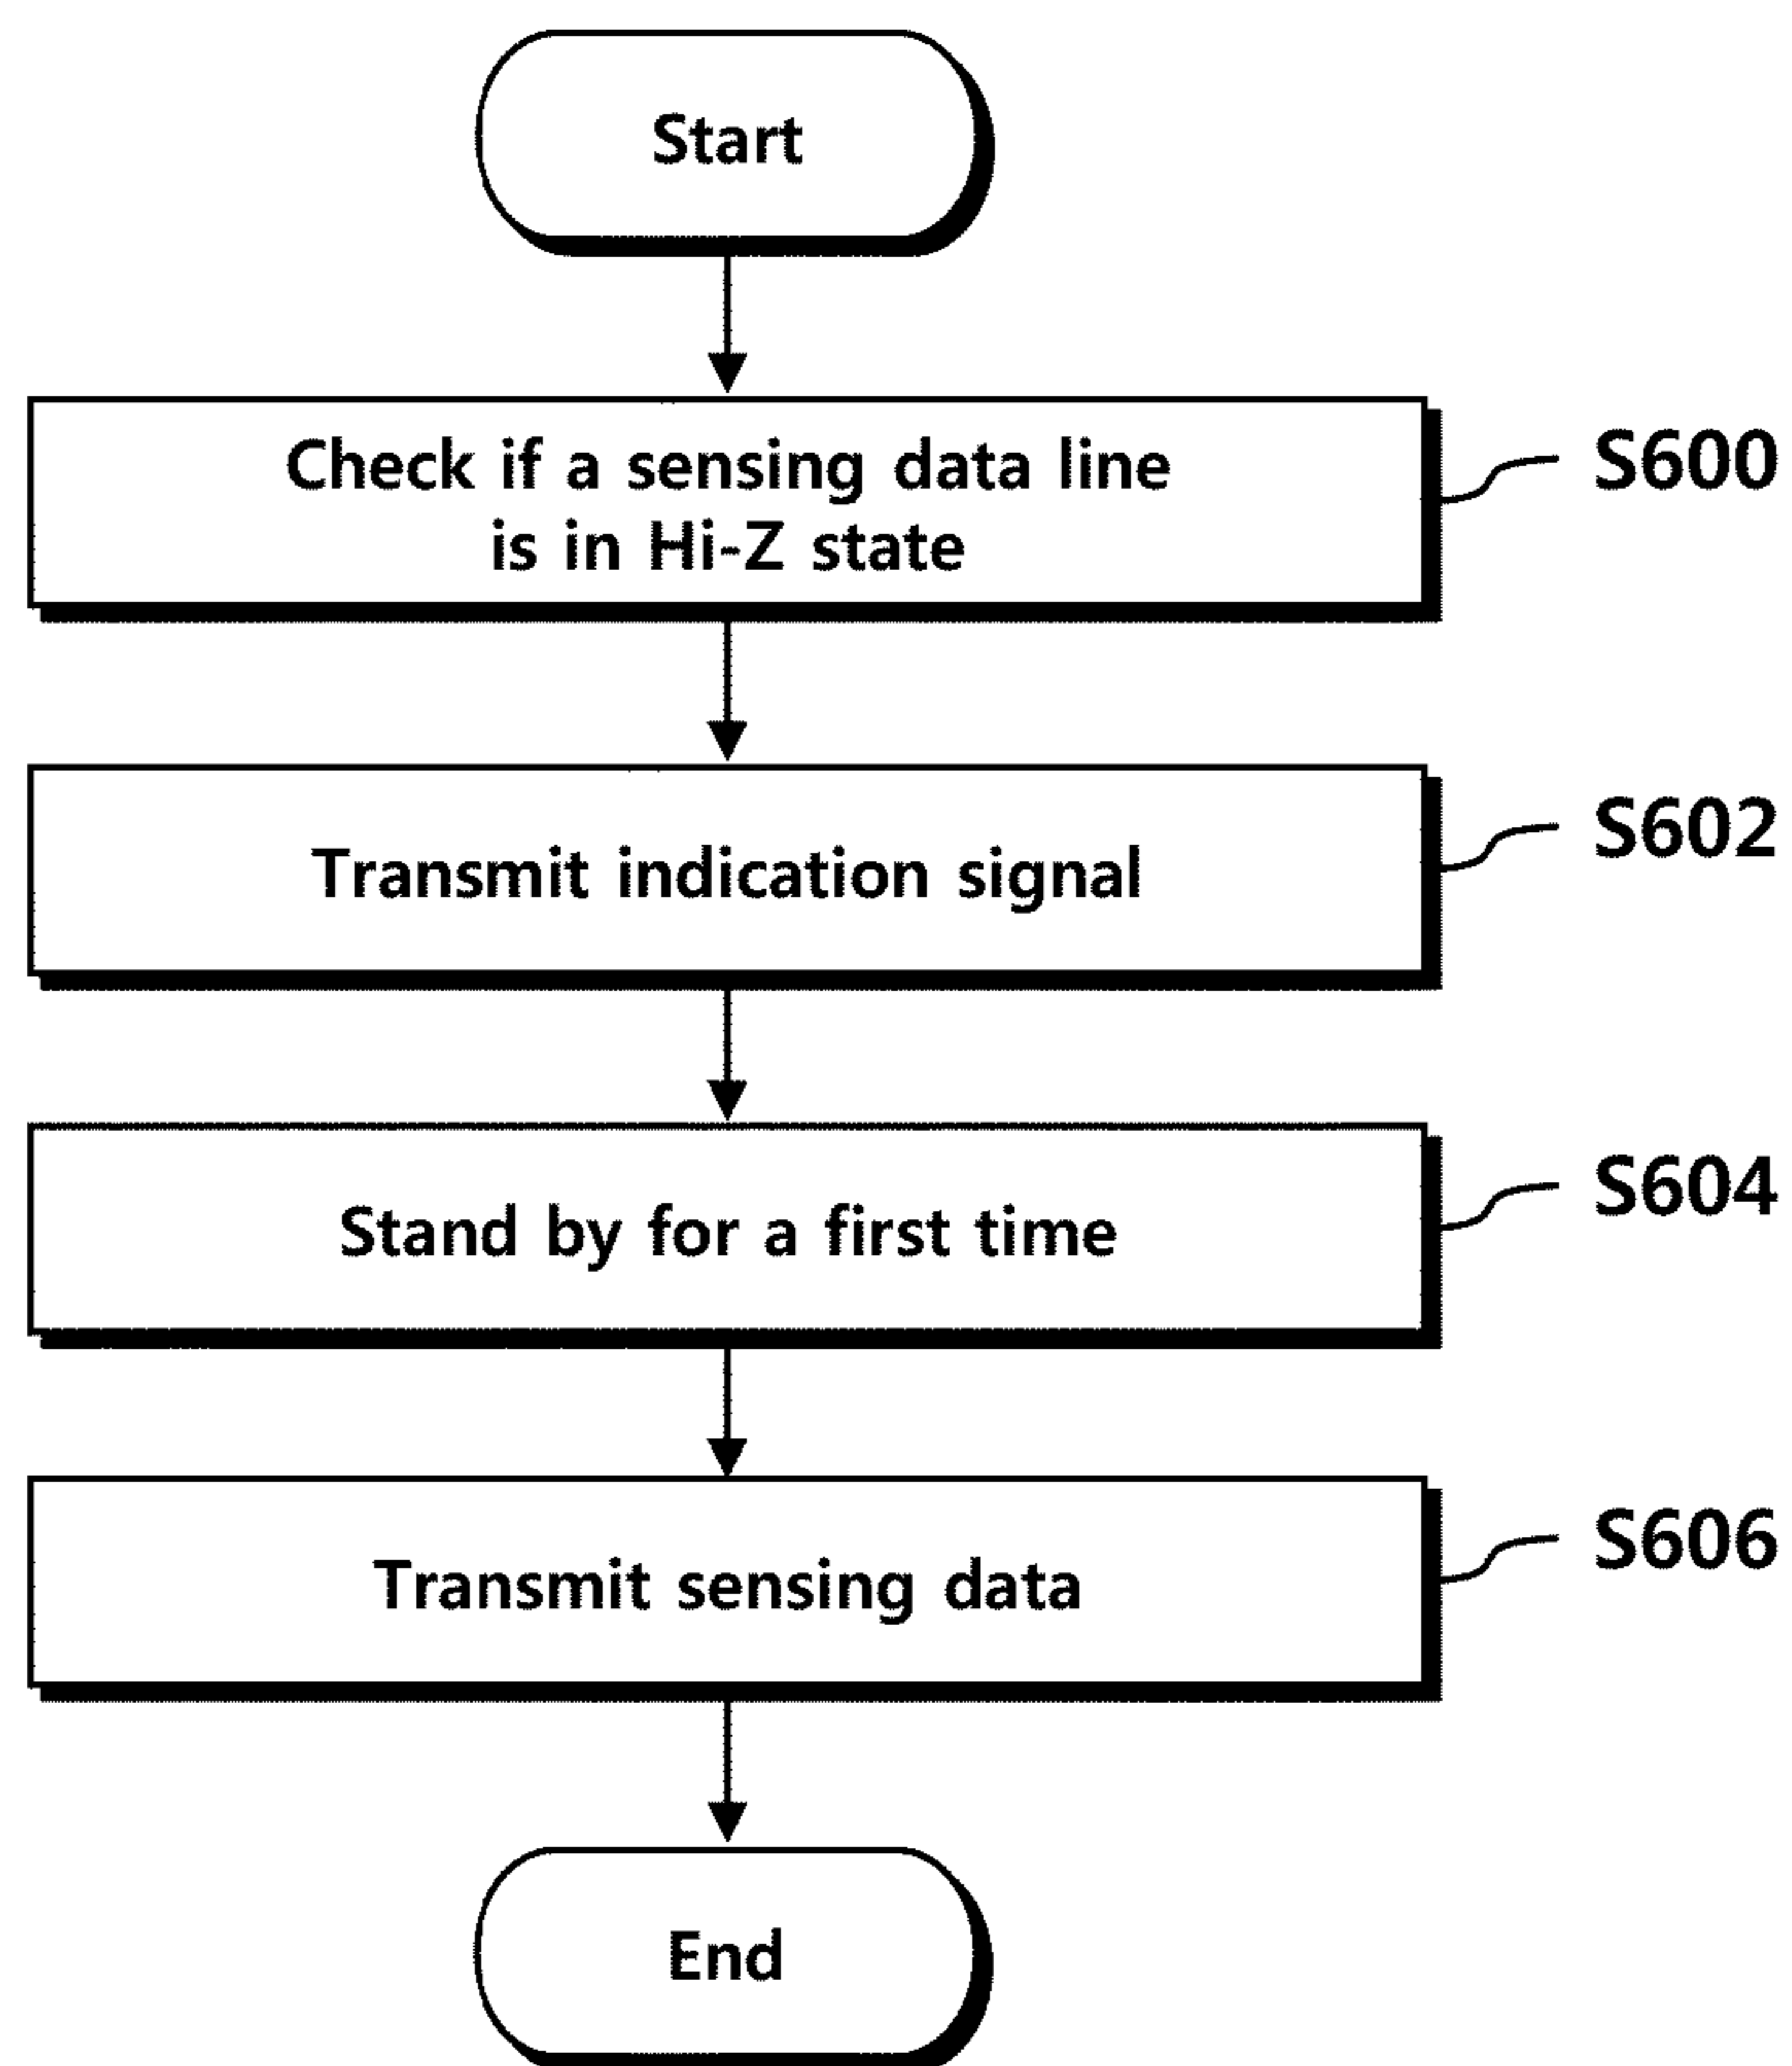 Start
Check if a sensing data line
is in Hi-Z state
S600
Transmit indication signal
S602
Stand by for a first time
S604
Transmit sensing data
S606
End